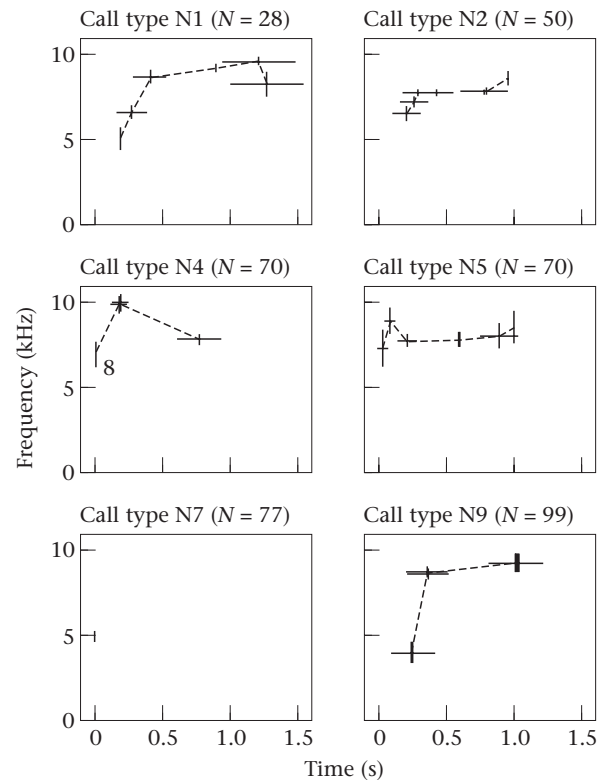 Call type N1 (N = 28)
Call type N2 (N = 50)
10
5
0
Call type N4 (N = 70)
Call type N5 (N = 70)
10
8
5
0
Frequency (kHz)
Call type N7 (N = 77)
Call type N9 (N = 99)
10
5
0
0 0.5 1.0 1.5
0 0.5 1.0 1.5
Time (s)